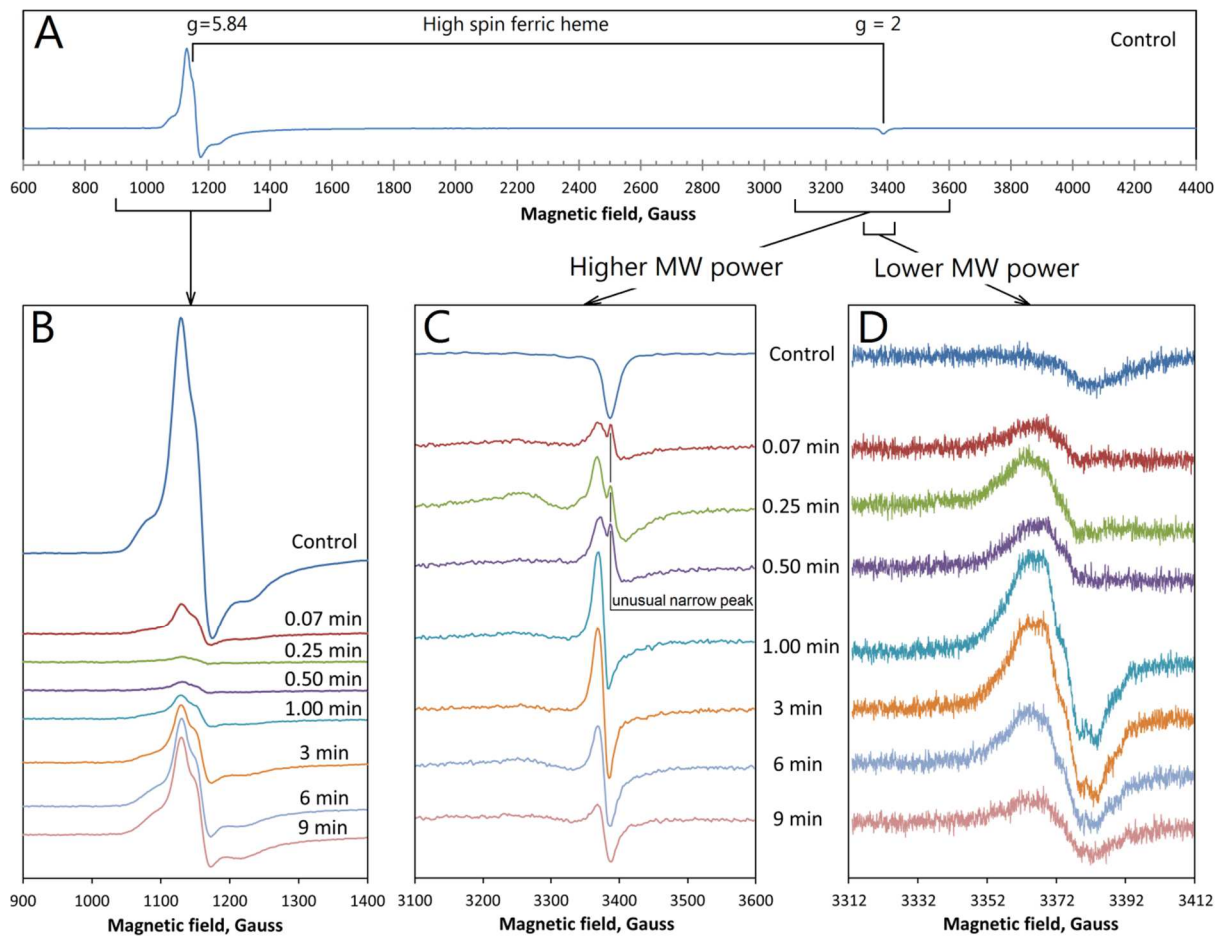 A
g=5.84
High spin ferric heme
g = 2
Control
600 800 1000 1200 1400 1600 1800 2000 2200 2400 2600 2800 3000 3200 3400 3600 3800 4000 4200 4400
Magnetic field, Gauss
Higher MW power
Lower MW power
B
Control
0.07 min
0.25 min
0.50 min
1.00 min
3 min
6 min
9 min
900 1000 1100 1200 1300 1400
Magnetic field, Gauss
C
Control
0.07 min
0.25 min
0.50 min
unusual narrow peak
1.00 min
3 min
6 min
9 min
3100 3200 3300 3400 3500 3600
Magnetic field, Gauss
D
3312 3332 3352 3372 3392 3412
Magnetic field, Gauss